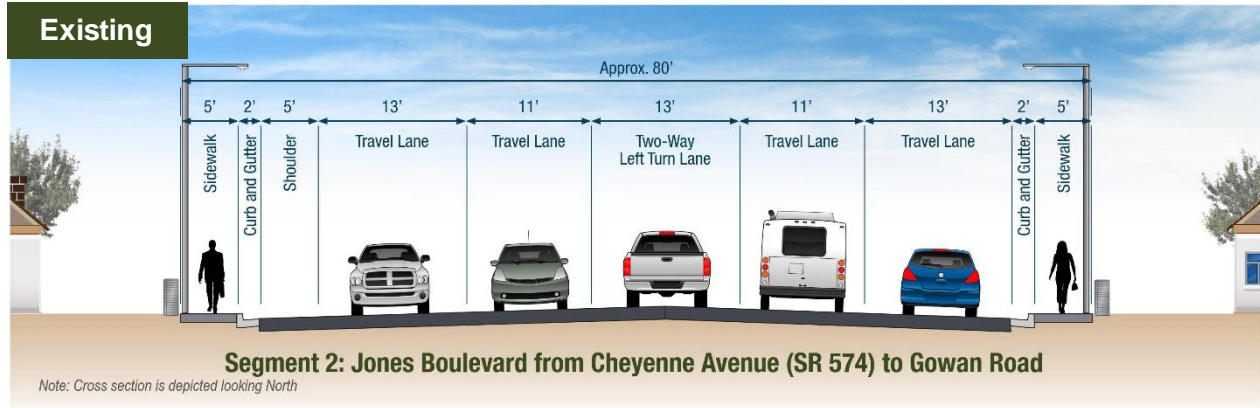 Existing
Approx. 80’
5’ 2’ 5’ 13’ 11’ 13’ 11’ 13’ 2’ 5’
Sidewalk
Curb and Gutter
Shoulder
Travel Lane
Travel Lane
Two-Way
Left Turn Lane
Travel Lane
Travel Lane
Curb and Gutter
Sidewalk
Segment 2: Jones Boulevard from Cheyenne Avenue (SR 574) to Gowan Road
Note: Cross section is depicted looking North